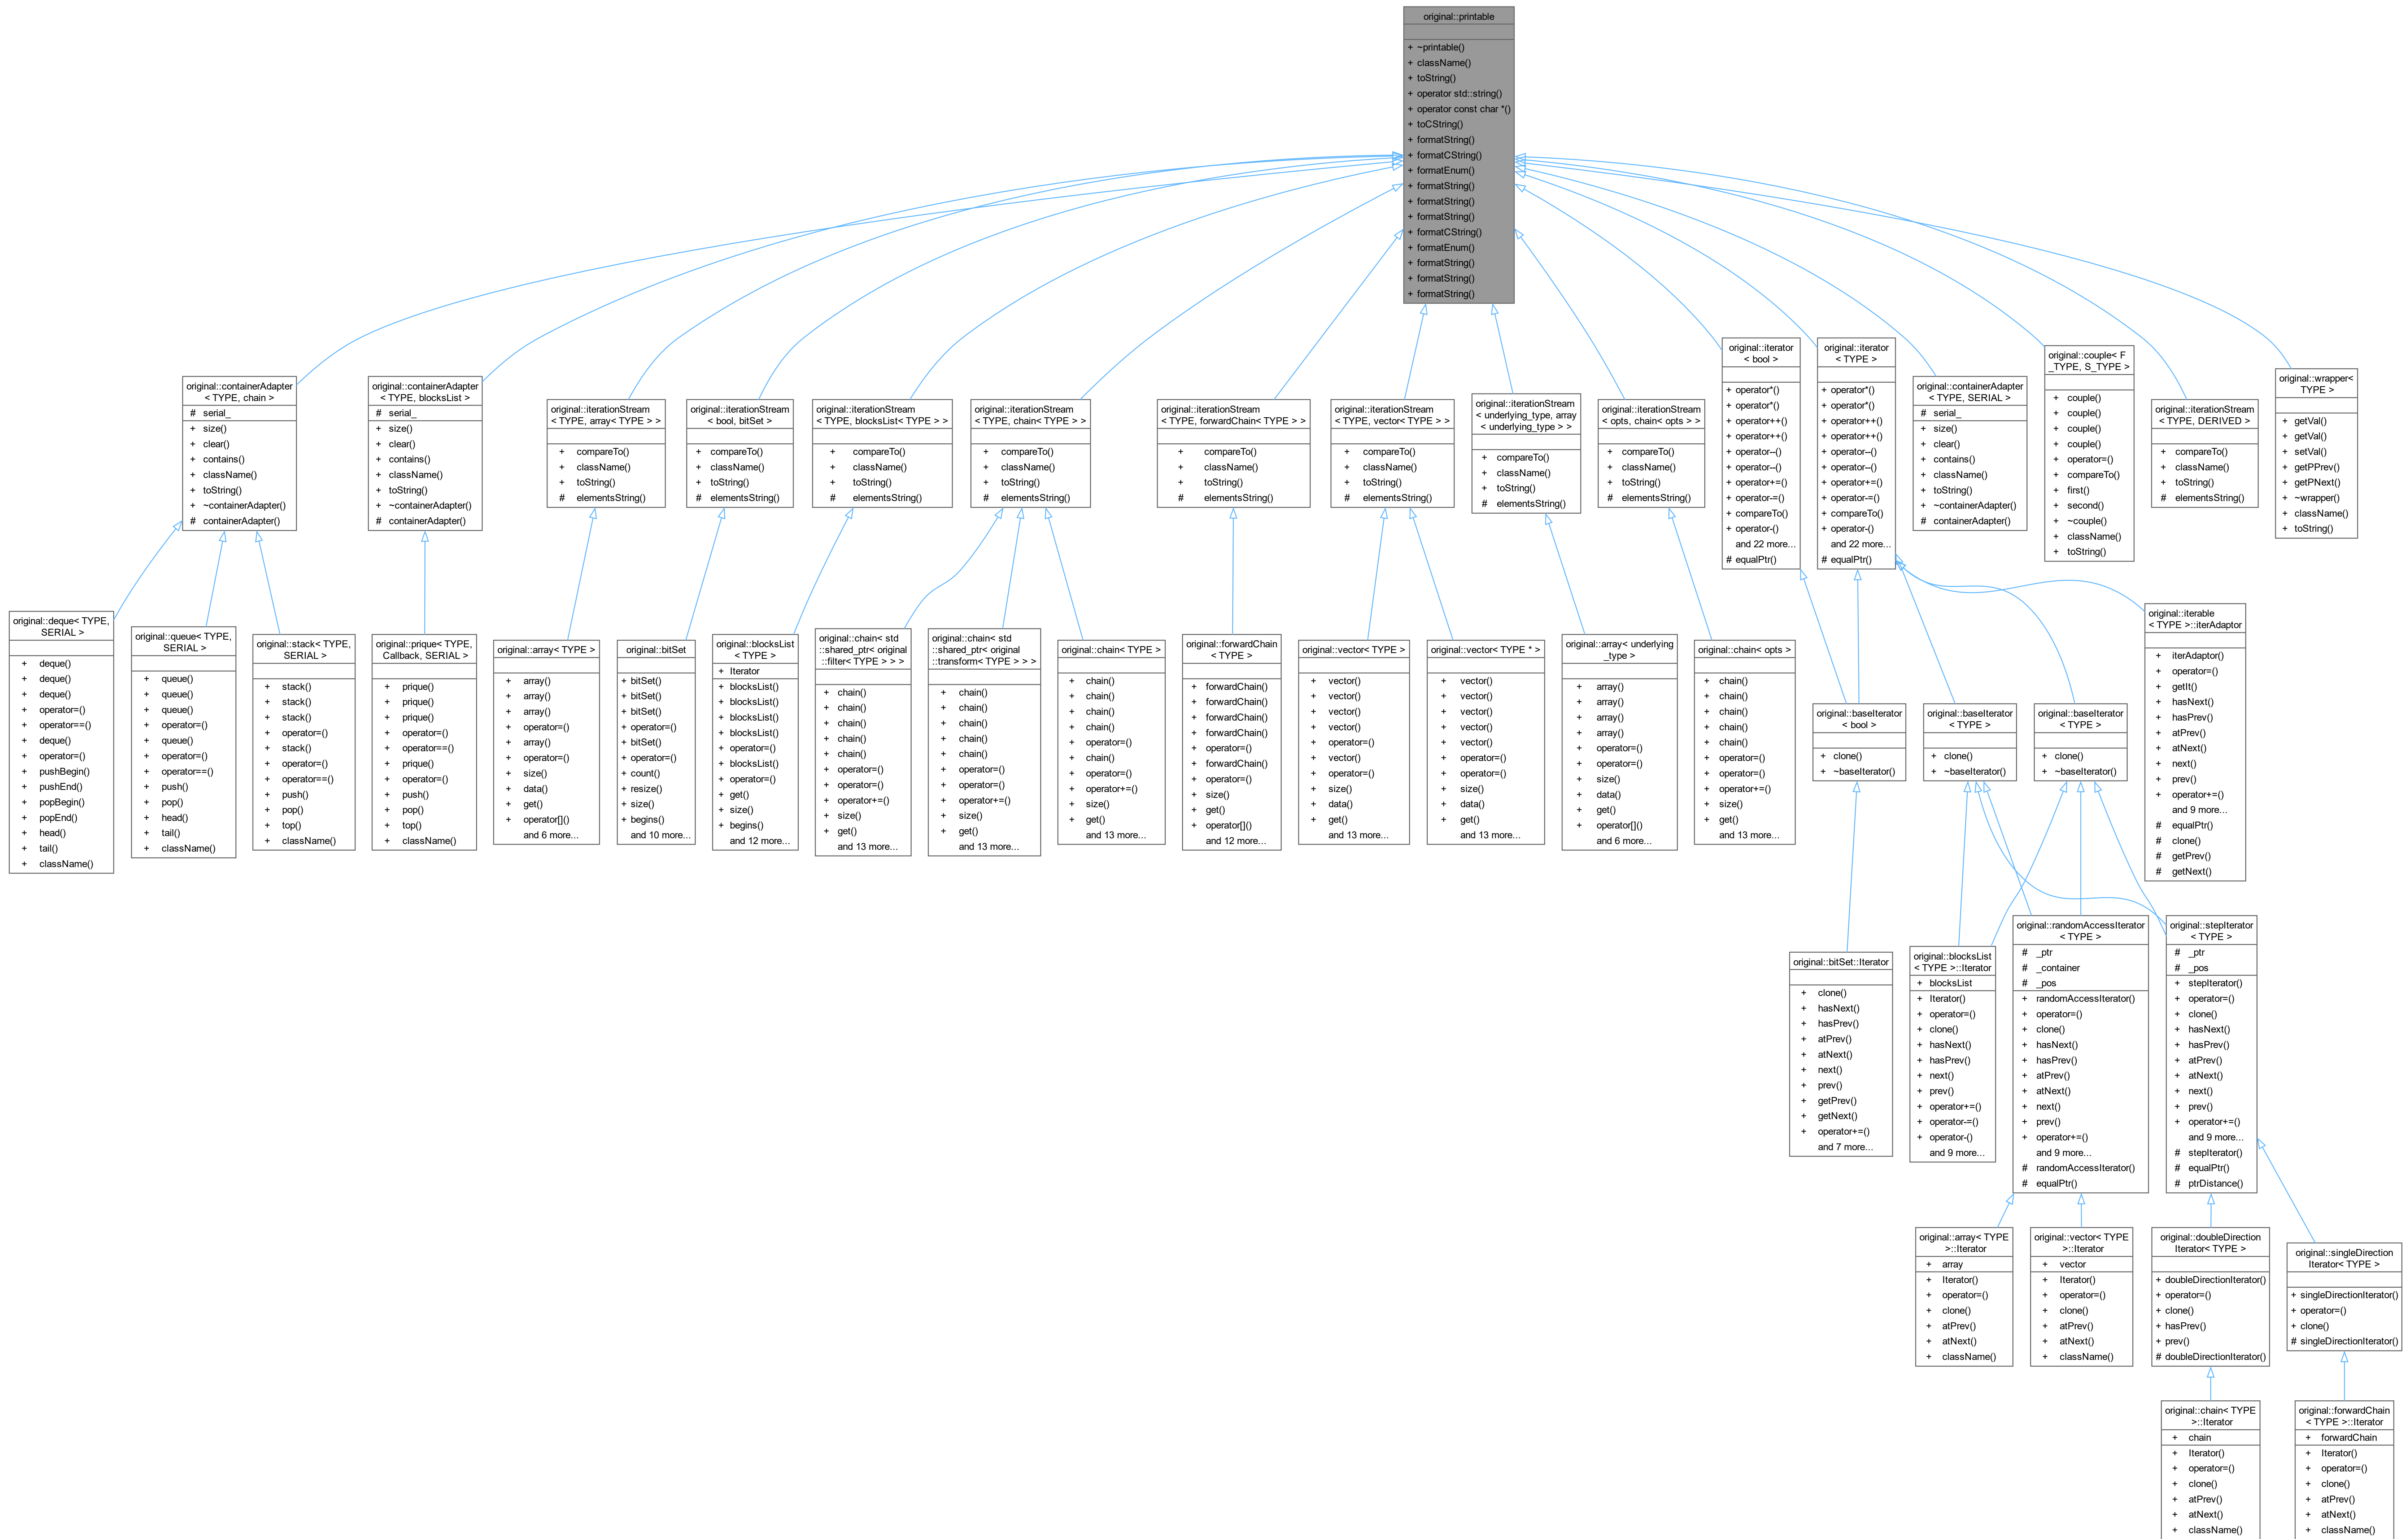 original::printable
+ ~printable()
+ className()
+ toString()
+ operator std::string()
+ operator const char *()
+ toCString()
+ formatString()
+ formatCString()
+ formatEnum()
+ formatString()
+ formatString()
+ formatString()
+ formatCString()
+ formatEnum()
+ formatString()
+ formatString()
+ formatString()
original::containerAdapter
< TYPE, chain >
# serial_
+ size()
+ clear()
+ contains()
+ className()
+ toString()
+ ~containerAdapter()
# containerAdapter()
original::containerAdapter
< TYPE, blocksList >
# serial_
+ size()
+ clear()
+ contains()
+ className()
+ toString()
+ ~containerAdapter()
# containerAdapter()
original::iterationStream
< TYPE, array< TYPE > >
+ compareTo()
+ className()
+ toString()
# elementsString()
original::iterationStream
< bool, bitSet >
+ compareTo()
+ className()
+ toString()
# elementsString()
original::iterationStream
< TYPE, blocksList< TYPE > >
+ compareTo()
+ className()
+ toString()
# elementsString()
original::iterationStream
< TYPE, chain< TYPE > >
+ compareTo()
+ className()
+ toString()
# elementsString()
original::iterationStream
< TYPE, forwardChain< TYPE > >
+ compareTo()
+ className()
+ toString()
# elementsString()
original::iterationStream
< TYPE, vector< TYPE > >
+ compareTo()
+ className()
+ toString()
# elementsString()
original::iterationStream
< underlying_type, array
< underlying_type > >
+ compareTo()
+ className()
+ toString()
# elementsString()
original::iterationStream
< opts, chain< opts > >
+ compareTo()
+ className()
+ toString()
# elementsString()
original::iterator
< bool >
+ operator*()
+ operator*()
+ operator++()
+ operator++()
+ operator--()
+ operator--()
+ operator+=()
+ operator-=()
+ compareTo()
+ operator-()
and 22 more...
# equalPtr()
original::iterator
< TYPE >
+ operator*()
+ operator*()
+ operator++()
+ operator++()
+ operator--()
+ operator--()
+ operator+=()
+ operator-=()
+ compareTo()
+ operator-()
and 22 more...
# equalPtr()
original::containerAdapter
< TYPE, SERIAL >
# serial_
+ size()
+ clear()
+ contains()
+ className()
+ toString()
+ ~containerAdapter()
# containerAdapter()
original::couple< F
_TYPE, S_TYPE >
+ couple()
+ couple()
+ couple()
+ couple()
+ operator=()
+ compareTo()
+ first()
+ second()
+ ~couple()
+ className()
+ toString()
original::iterationStream
< TYPE, DERIVED >
+ compareTo()
+ className()
+ toString()
# elementsString()
original::wrapper<
TYPE >
+ getVal()
+ getVal()
+ setVal()
+ getPPrev()
+ getPNext()
+ ~wrapper()
+ className()
+ toString()
original::deque< TYPE,
SERIAL >
+ deque()
+ deque()
+ deque()
+ operator=()
+ operator==()
+ deque()
+ operator=()
+ pushBegin()
+ pushEnd()
+ popBegin()
+ popEnd()
+ head()
+ tail()
+ className()
original::queue< TYPE,
SERIAL >
+ queue()
+ queue()
+ queue()
+ operator=()
+ queue()
+ operator=()
+ operator==()
+ push()
+ pop()
+ head()
+ tail()
+ className()
original::stack< TYPE,
SERIAL >
+ stack()
+ stack()
+ stack()
+ operator=()
+ stack()
+ operator=()
+ operator==()
+ push()
+ pop()
+ top()
+ className()
original::prique< TYPE,
Callback, SERIAL >
+ prique()
+ prique()
+ prique()
+ operator=()
+ operator==()
+ prique()
+ operator=()
+ push()
+ pop()
+ top()
+ className()
original::array< TYPE >
+ array()
+ array()
+ array()
+ operator=()
+ array()
+ operator=()
+ size()
+ data()
+ get()
+ operator[]()
and 6 more...
original::bitSet
+ bitSet()
+ bitSet()
+ bitSet()
+ operator=()
+ bitSet()
+ operator=()
+ count()
+ resize()
+ size()
+ begins()
and 10 more...
original::blocksList
< TYPE >
+ Iterator
+ blocksList()
+ blocksList()
+ blocksList()
+ blocksList()
+ operator=()
+ blocksList()
+ operator=()
+ get()
+ size()
+ begins()
and 12 more...
original::chain< std
::shared_ptr< original
::filter< TYPE > > >
+ chain()
+ chain()
+ chain()
+ chain()
+ chain()
+ operator=()
+ operator=()
+ operator+=()
+ size()
+ get()
and 13 more...
original::chain< std
::shared_ptr< original
::transform< TYPE > > >
+ chain()
+ chain()
+ chain()
+ chain()
+ chain()
+ operator=()
+ operator=()
+ operator+=()
+ size()
+ get()
and 13 more...
original::chain< TYPE >
+ chain()
+ chain()
+ chain()
+ chain()
+ operator=()
+ chain()
+ operator=()
+ operator+=()
+ size()
+ get()
and 13 more...
original::forwardChain
< TYPE >
+ forwardChain()
+ forwardChain()
+ forwardChain()
+ forwardChain()
+ operator=()
+ forwardChain()
+ operator=()
+ size()
+ get()
+ operator[]()
and 12 more...
original::vector< TYPE >
+ vector()
+ vector()
+ vector()
+ vector()
+ operator=()
+ vector()
+ operator=()
+ size()
+ data()
+ get()
and 13 more...
original::vector< TYPE * >
+ vector()
+ vector()
+ vector()
+ vector()
+ vector()
+ operator=()
+ operator=()
+ size()
+ data()
+ get()
and 13 more...
original::array< underlying
_type >
+ array()
+ array()
+ array()
+ array()
+ operator=()
+ operator=()
+ size()
+ data()
+ get()
+ operator[]()
and 6 more...
original::chain< opts >
+ chain()
+ chain()
+ chain()
+ chain()
+ chain()
+ operator=()
+ operator=()
+ operator+=()
+ size()
+ get()
and 13 more...
original::baseIterator
< bool >
+ clone()
+ ~baseIterator()
original::baseIterator
< TYPE >
+ clone()
+ ~baseIterator()
original::baseIterator
< TYPE >
+ clone()
+ ~baseIterator()
original::iterable
< TYPE >::iterAdaptor
+ iterAdaptor()
+ operator=()
+ getIt()
+ hasNext()
+ hasPrev()
+ atPrev()
+ atNext()
+ next()
+ prev()
+ operator+=()
and 9 more...
# equalPtr()
# clone()
# getPrev()
# getNext()
original::bitSet::Iterator
+ clone()
+ hasNext()
+ hasPrev()
+ atPrev()
+ atNext()
+ next()
+ prev()
+ getPrev()
+ getNext()
+ operator+=()
and 7 more...
original::blocksList
< TYPE >::Iterator
+ blocksList
+ Iterator()
+ operator=()
+ clone()
+ hasNext()
+ hasPrev()
+ next()
+ prev()
+ operator+=()
+ operator-=()
+ operator-()
and 9 more...
original::randomAccessIterator
< TYPE >
# _ptr
# _container
# _pos
+ randomAccessIterator()
+ operator=()
+ clone()
+ hasNext()
+ hasPrev()
+ atPrev()
+ atNext()
+ next()
+ prev()
+ operator+=()
and 9 more...
# randomAccessIterator()
# equalPtr()
original::stepIterator
< TYPE >
# _ptr
# _pos
+ stepIterator()
+ operator=()
+ clone()
+ hasNext()
+ hasPrev()
+ atPrev()
+ atNext()
+ next()
+ prev()
+ operator+=()
and 9 more...
# stepIterator()
# equalPtr()
# ptrDistance()
original::array< TYPE
>::Iterator
+ array
+ Iterator()
+ operator=()
+ clone()
+ atPrev()
+ atNext()
+ className()
original::vector< TYPE
>::Iterator
+ vector
+ Iterator()
+ operator=()
+ clone()
+ atPrev()
+ atNext()
+ className()
original::doubleDirection
Iterator< TYPE >
+ doubleDirectionIterator()
+ operator=()
+ clone()
+ hasPrev()
+ prev()
# doubleDirectionIterator()
original::singleDirection
Iterator< TYPE >
+ singleDirectionIterator()
+ operator=()
+ clone()
# singleDirectionIterator()
original::chain< TYPE
>::Iterator
+ chain
+ Iterator()
+ operator=()
+ clone()
+ atPrev()
+ atNext()
+ className()
original::forwardChain
< TYPE >::Iterator
+ forwardChain
+ Iterator()
+ operator=()
+ clone()
+ atPrev()
+ atNext()
+ className()